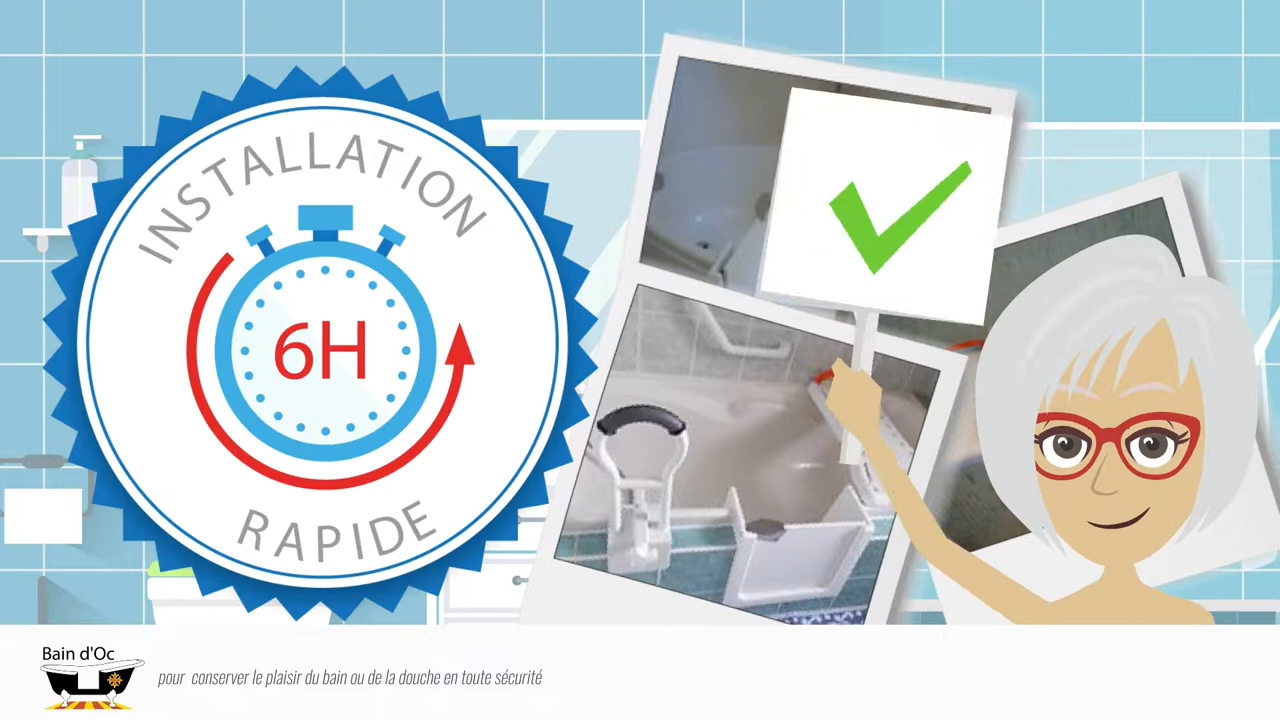 INSTALLATION
6H
RAPIDE
Bain d'Oc
pour conserver le plaisir du bain ou de la douche en toute sécurité